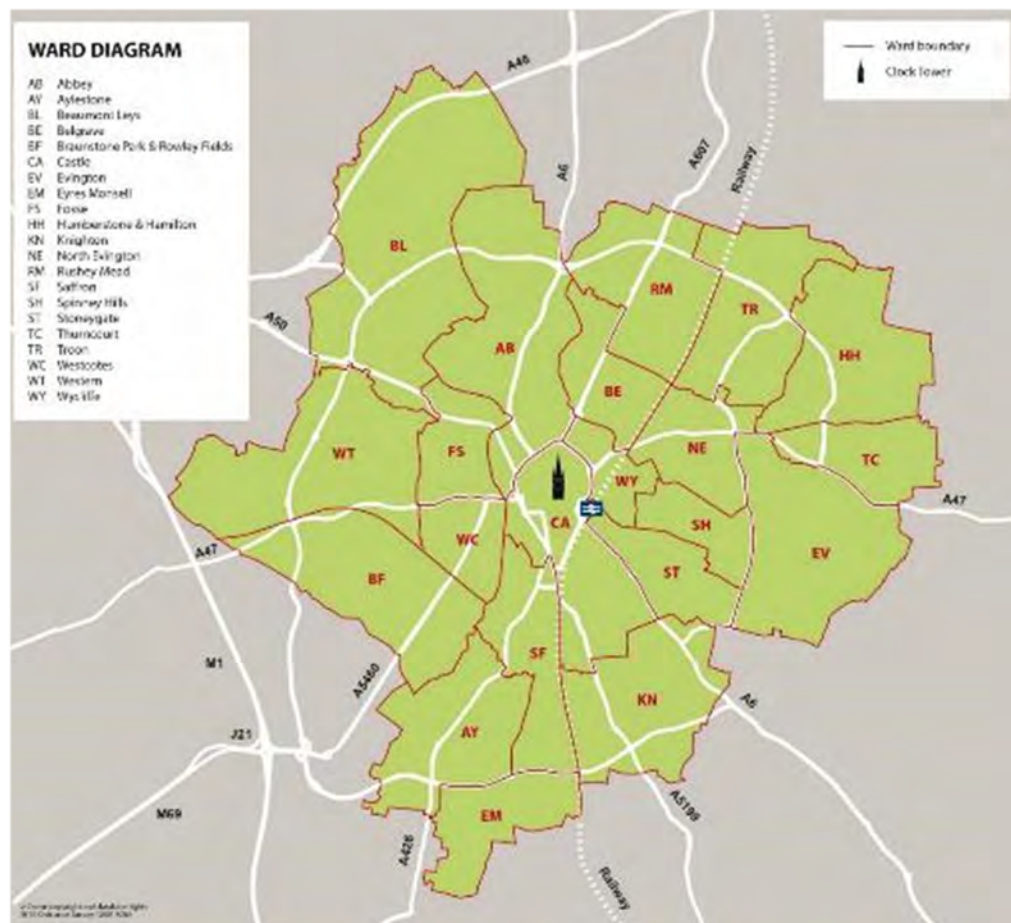 WARD DIAGRAM
AB Abbey
AY Aylestone
BL Beaumont Leys
BE Belgrave
BF Braunstone Park & Rowley Fields
CA Castle
EV Evington
EM Eyres Monsell
FS Fosse
HH Humberstone & Hamilton
KN Knighton
NE North Evington
RM Rushey Mead
SF Saffron
SH Spinney Hills
ST Stoneygate
TC Thurncourt
TR Troon
WC Westcotes
WT Western
WY Wycliffe
Ward boundary
Clock Tower
A46
A6
A607
Railway
BL
RM
TR
A50
AB
HH
BE
WT
FS
NE
TC
WY
A47
CA
SH
EV
WC
A47
BF
ST
M1
SF
A5460
KN
A6
J21
AY
M69
EM
A5199
A426
Railway